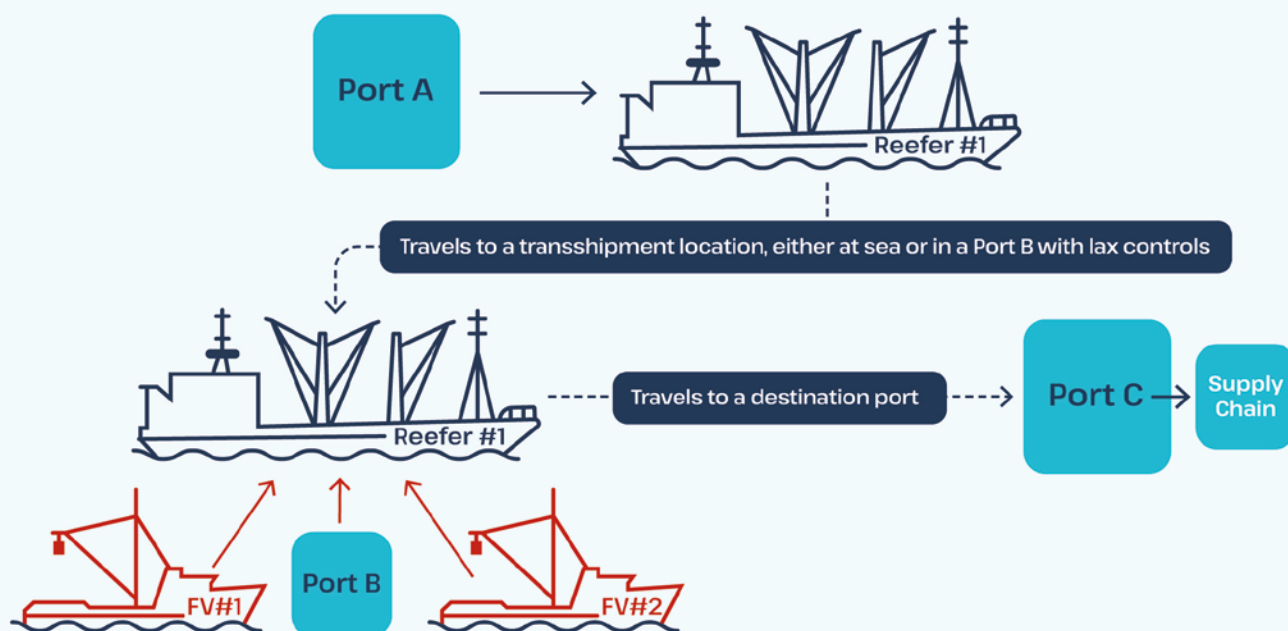 Port A
Reefer #1
Travels to a transshipment location, either at sea or in a Port B with lax controls
Reefer #1
Travels to a destination port
Port C
Supply
Chain
FV#1
Port B
FV#2